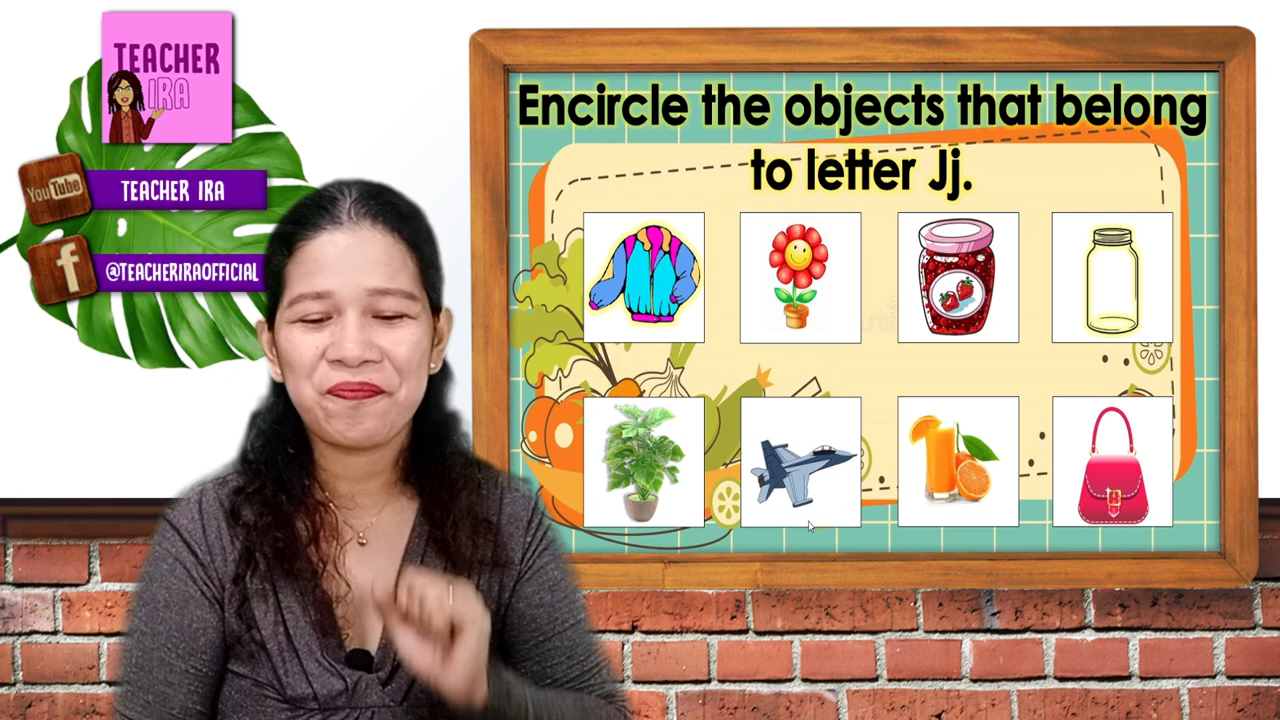 TEACHER
IRA
YouTube
TEACHER IRA
f
@TEACHERIRAOFFICIAL
Encircle the objects that belong
to letter Jj.